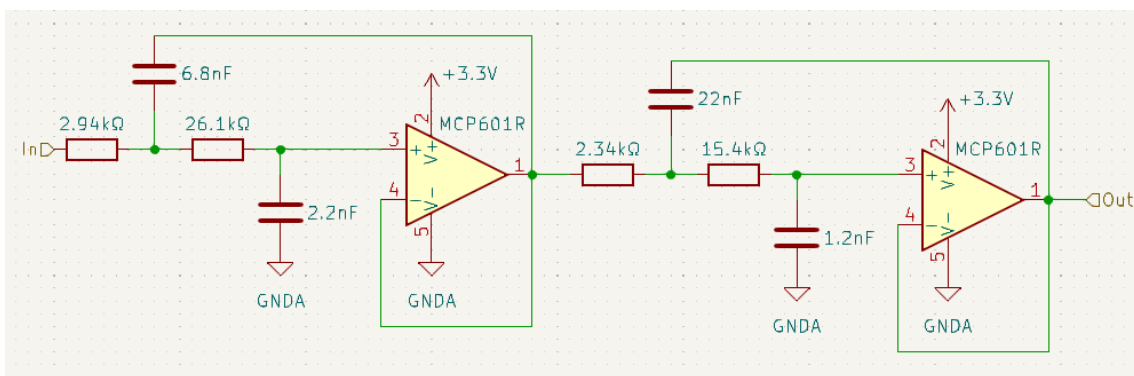 6.8nF
22nF
+3.3V
+3.3V
2.94kΩ
26.1kΩ
MCP601R
2.34kΩ
15.4kΩ
MCP601R
In
3
+
2
V+
1
4
−
V-
5
2.2nF
3
+
2
V+
1
Out
4
−
V-
5
1.2nF
GNDA
GNDA
GNDA
GNDA